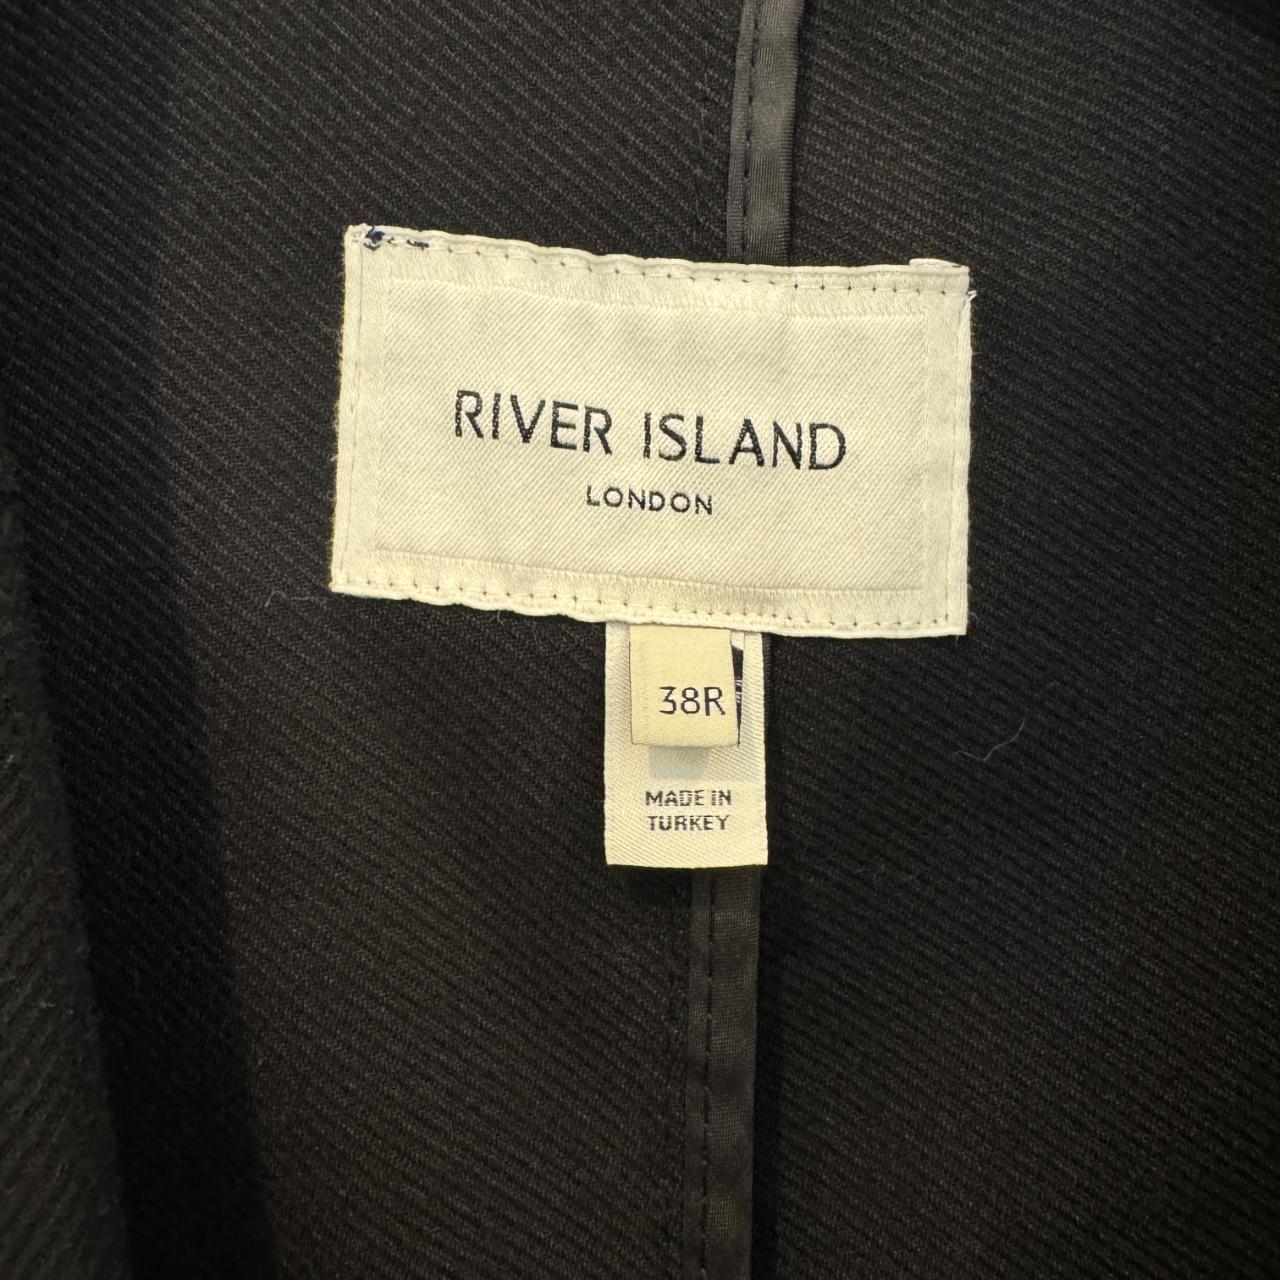 RIVER ISLAND
LONDON
38R
MADE IN
TURKEY